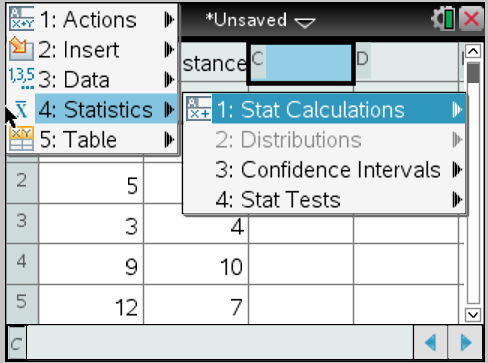 1: Actions
*Unsaved
2: Insert
stance C D
3: Data
4: Statistics
1: Stat Calculations
5: Table
2: Distributions
3: Confidence Intervals
4: Stat Tests
2 5
3 3 4
4 9 10
5 12 7
C